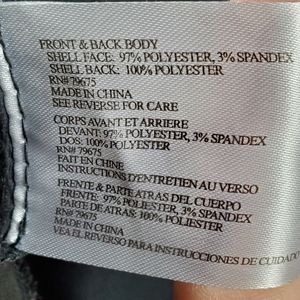 FRONT & BACK BODY
SHELL FACE: 97% POLYESTER, 3% SPANDEX
SHELL BACK: 100% POLYESTER
RN# 79675
MADE IN CHINA
SEE REVERSE FOR CARE
CORPS AVANT ET ARRIERE
DEVANT: 97% POLYESTER, 3% SPANDEX
DOS: 100% POLYESTER
RN# 79675
FAIT EN CHINE
INSTRUCTIONS D'ENTRETIEN AU VERSO
FRENTE & PARTE ATRÁS DEL CUERPO
FRENTE: 97% POLIESTER, 3% SPANDEX
PARTE DE ATRAS: 100% POLIESTER
RN# 79675
MADE IN CHINA
VEA EL REVERSO PARA INSTRUCCIONES DE CUIDADO